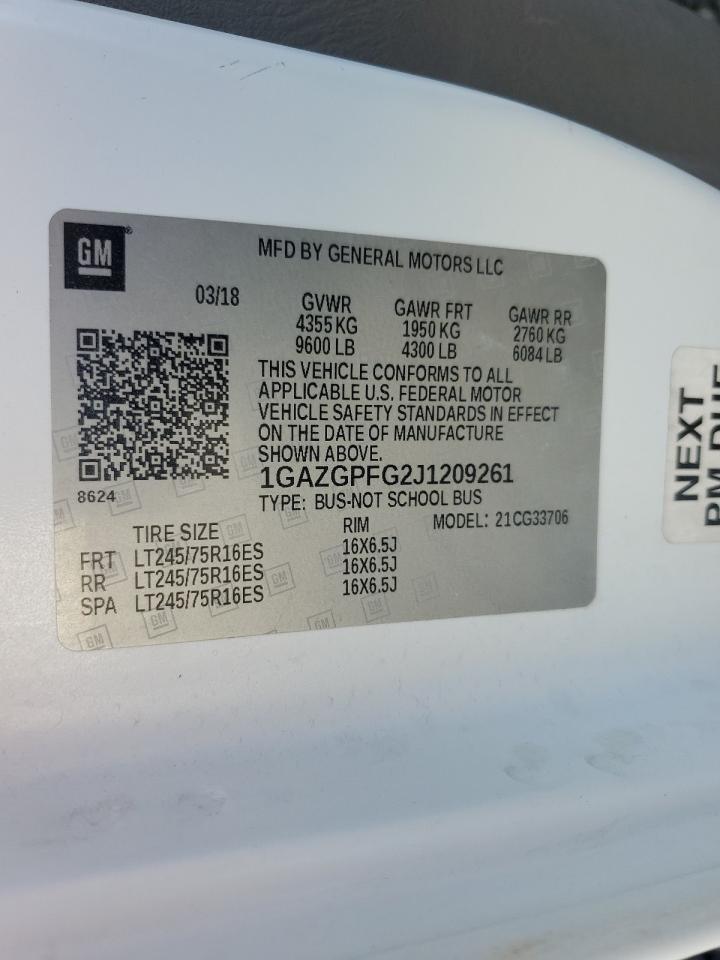 GM
MFD BY GENERAL MOTORS LLC
03/18
GVWR GAWR FRT GAWR RR
4355 KG 1950 KG 2760 KG
9600 LB 4300 LB 6084 LB
THIS VEHICLE CONFORMS TO ALL
APPLICABLE U.S. FEDERAL MOTOR
VEHICLE SAFETY STANDARDS IN EFFECT
ON THE DATE OF MANUFACTURE
SHOWN ABOVE.
8624
1GAZGPFG2J1209261
TYPE: BUS-NOT SCHOOL BUS
MODEL: 21CG33706
TIRE SIZE RIM
FRT LT245/75R16ES 16X6.5J
RR LT245/75R16ES 16X6.5J
SPA LT245/75R16ES 16X6.5J
NEXT
PM DUE